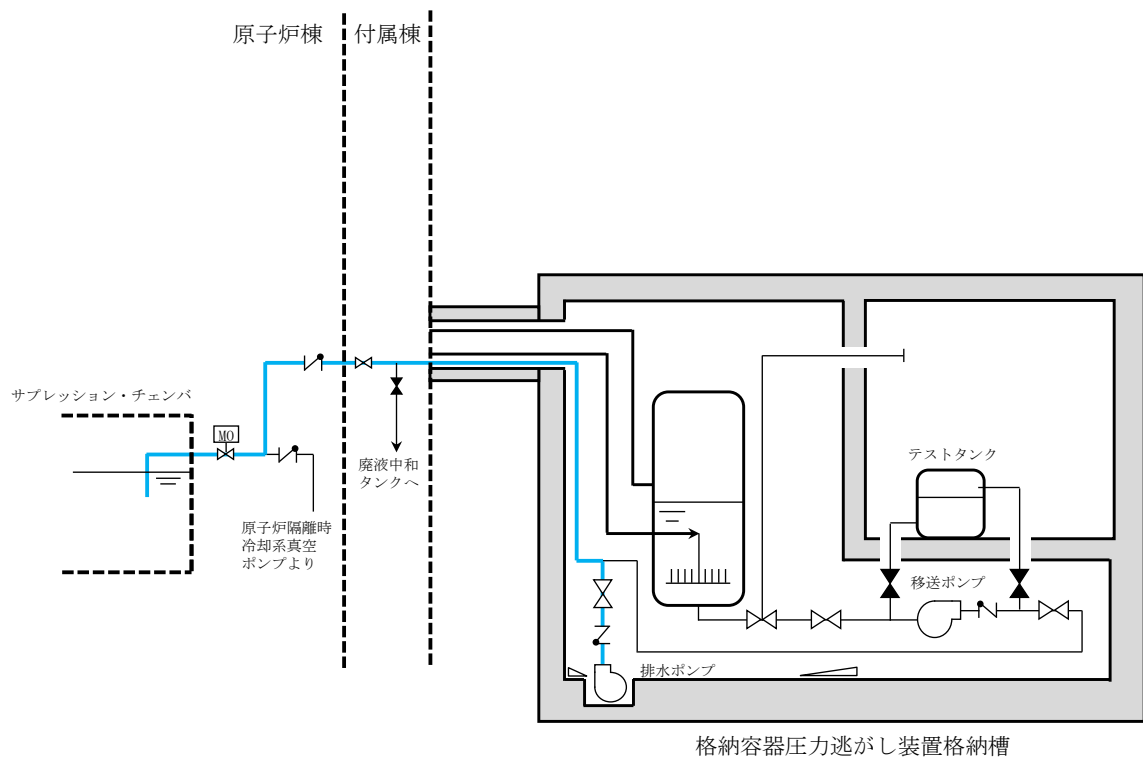 原子炉棟
付属棟
サプレッション・チェンバ
MO
廃液中和
タンクへ
原子炉隔離時
冷却系真空
ポンプより
テストタンク
移送ポンプ
排水ポンプ
格納容器圧力逃がし装置格納槽